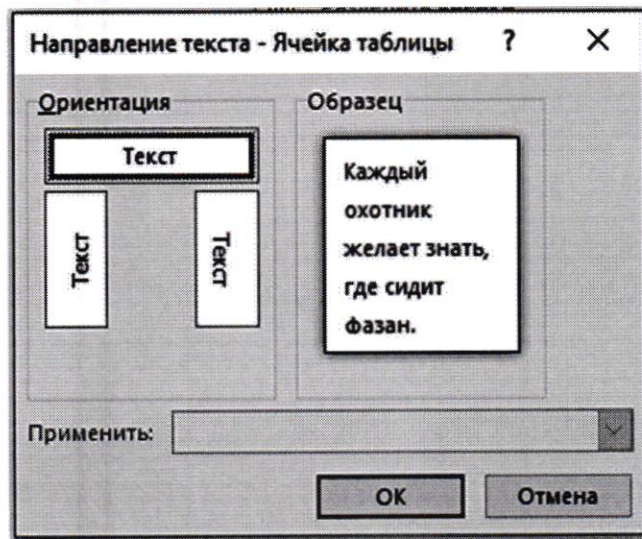 Направление текста - Ячейка таблицы ? ×
Ориентация
Образец
Текст
Текст
Текст
Каждый
охотник
желает знать,
где сидит
фазан.
Применить:
ОК
Отмена